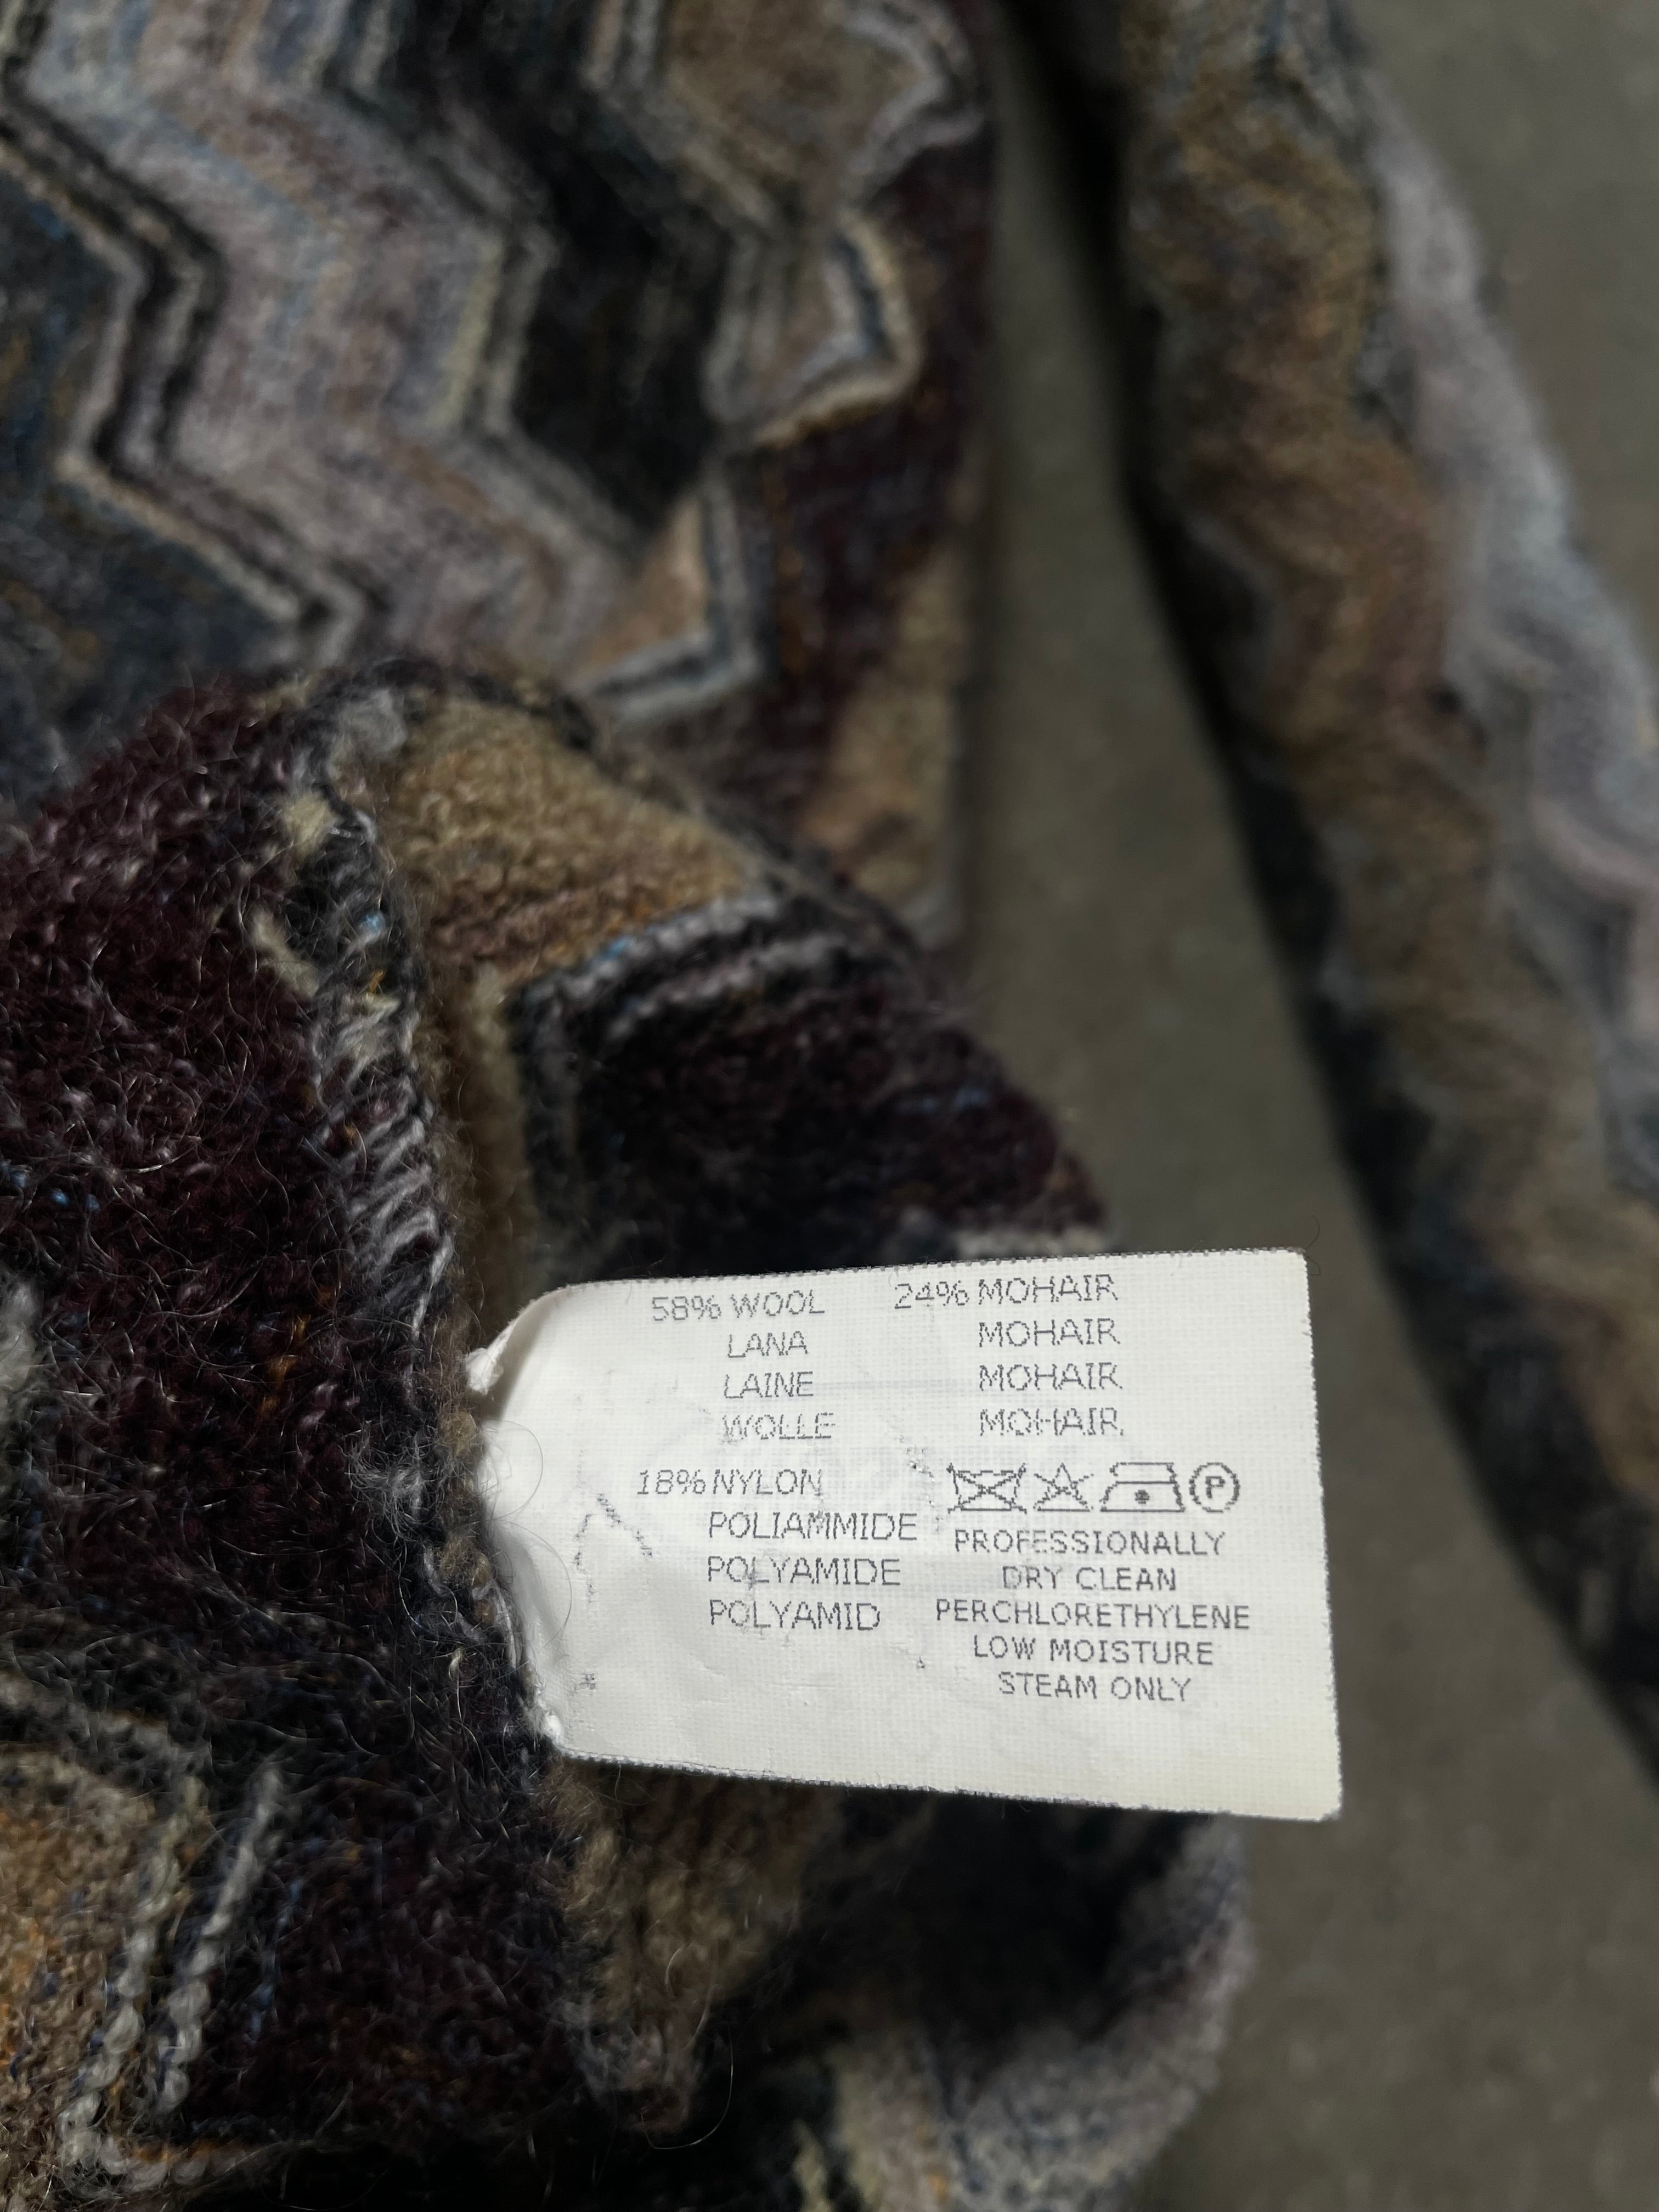 58% WOOL 24% MOHAIR
LANA MOHAIR
LAINE MOHAIR
WOLLE MOHAIR
18% NYLON
POLIAMMIDE
POLYAMIDE
POLYAMID
P
PROFESSIONALLY
DRY CLEAN
PERCHLORETHYLENE
LOW MOISTURE
STEAM ONLY